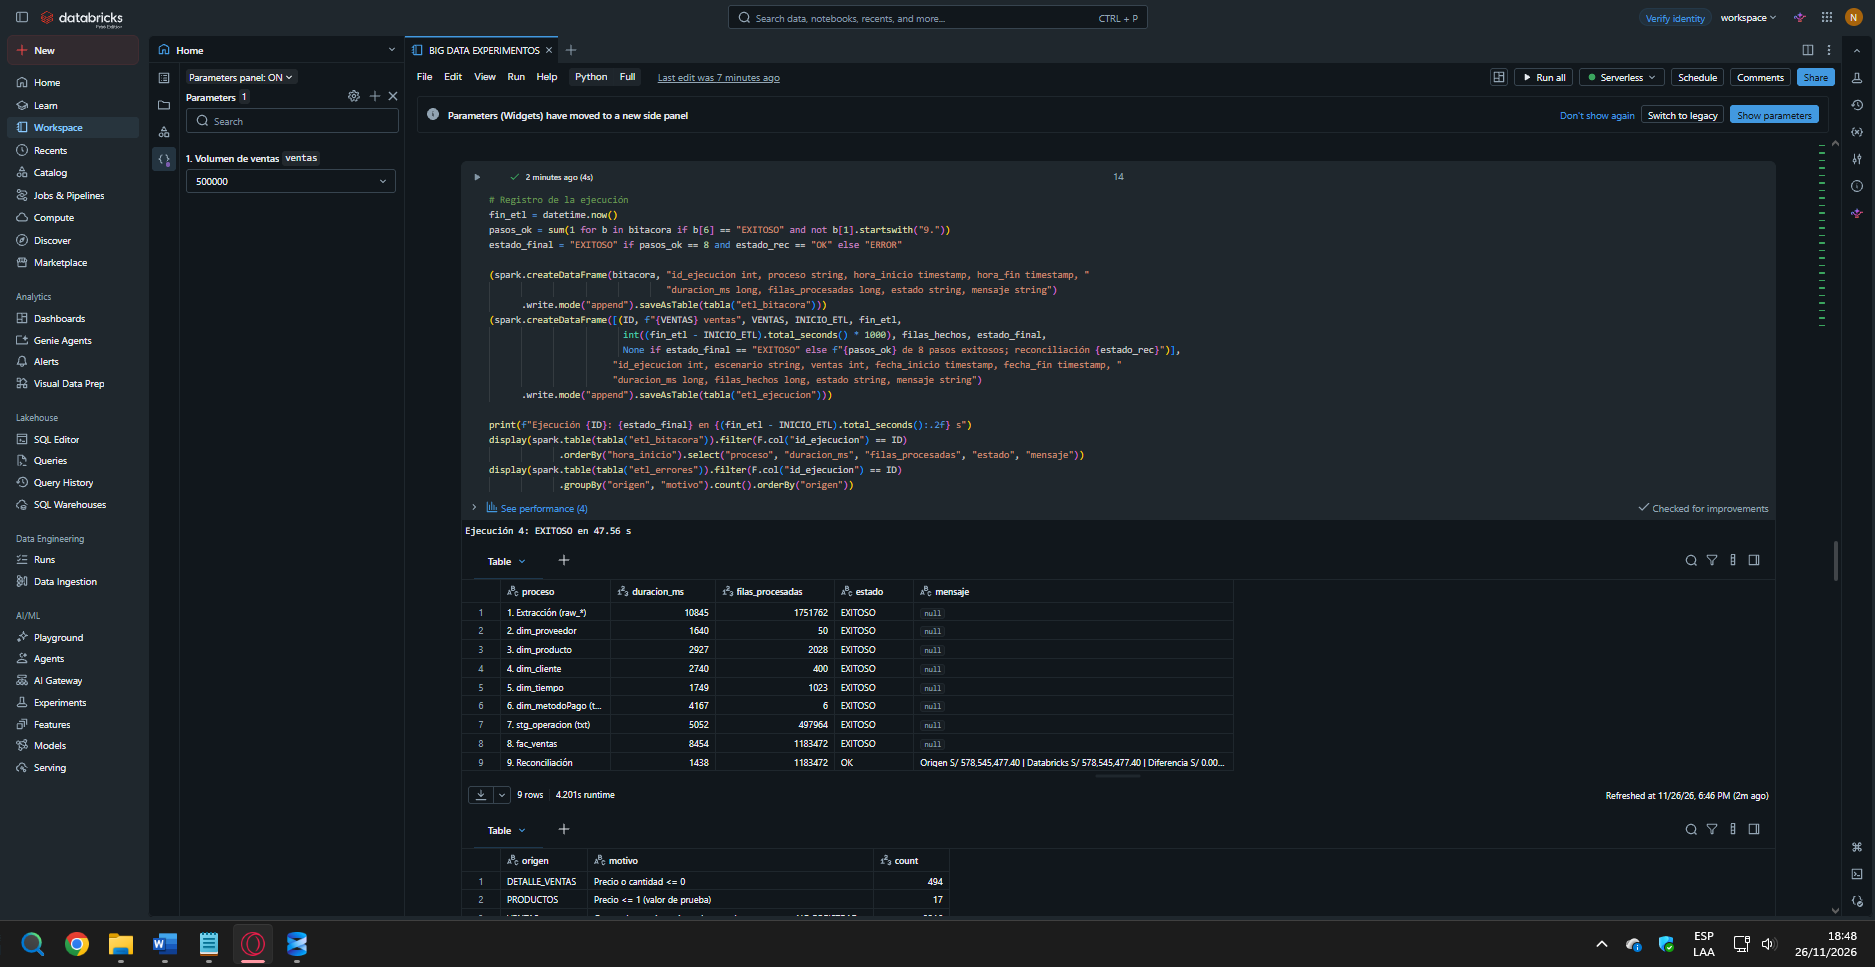 databricks
Free Edition
Search data, notebooks, recents, and more...
CTRL + P
Verify identity
workspace
N
New
Home
Learn
Workspace
Recents
Catalog
Jobs & Pipelines
Compute
Discover
Marketplace
Analytics
Dashboards
Genie Agents
Alerts
Visual Data Prep
Lakehouse
SQL Editor
Queries
Query History
SQL Warehouses
Data Engineering
Runs
Data Ingestion
AI/ML
Playground
Agents
AI Gateway
Experiments
Features
Models
Serving
Home
Parameters panel: ON
Parameters 1
Search
1. Volumen de ventas ventas
500000
BIG DATA EXPERIMENTOS
File Edit View Run Help Python Full Last edit was 7 minutes ago
Run all Serverless Schedule Comments Share
Parameters (Widgets) have moved to a new side panel
Don't show again Switch to legacy Show parameters
2 minutes ago (4s)
14
# Registro de la ejecución
fin_etl = datetime.now()
pasos_ok = sum(1 for b in bitacora if b[6] == "EXITOSO" and not b[1].startswith("9."))
estado_final = "EXITOSO" if pasos_ok == 8 and estado_rec == "OK" else "ERROR"
(spark.createDataFrame(bitacora, "id_ejecucion int, proceso string, hora_inicio timestamp, hora_fin timestamp, "
"duracion_ms long, filas_procesadas long, estado string, mensaje string")
.write.mode("append").saveAsTable(tabla("etl_bitacora")))
(spark.createDataFrame([(ID, f"{VENTAS} ventas", VENTAS, INICIO_ETL, fin_etl,
int((fin_etl - INICIO_ETL).total_seconds() * 1000), filas_hechos, estado_final,
None if estado_final == "EXITOSO" else f"{pasos_ok} de 8 pasos exitosos; reconciliación {estado_rec}")],
"id_ejecucion int, escenario string, ventas int, fecha_inicio timestamp, fecha_fin timestamp, "
"duracion_ms long, filas_hechos long, estado string, mensaje string")
.write.mode("append").saveAsTable(tabla("etl_ejecucion")))
print(f"Ejecución {ID}: {estado_final} en {(fin_etl - INICIO_ETL).total_seconds():.2f} s")
display(spark.table(tabla("etl_bitacora")).filter(F.col("id_ejecucion") == ID)
.orderBy("hora_inicio").select("proceso", "duracion_ms", "filas_procesadas", "estado", "mensaje"))
display(spark.table(tabla("etl_errores")).filter(F.col("id_ejecucion") == ID)
.groupBy("origen", "motivo").count().orderBy("origen"))
See performance (4)
Checked for improvements
Ejecución 4: EXITOSO en 47.56 s
Table
proceso duracion_ms filas_procesadas estado mensaje
1 1. Extracción (raw_*) 10845 1751762 EXITOSO null
2 2. dim_proveedor 1640 50 EXITOSO null
3 3. dim_producto 2927 2028 EXITOSO null
4 4. dim_cliente 2740 400 EXITOSO null
5 5. dim_tiempo 1749 1023 EXITOSO null
6 6. dim_metodoPago (t... 4167 6 EXITOSO null
7 7. stg_operacion (txt) 5052 497964 EXITOSO null
8 8. fac_ventas 8454 1183472 EXITOSO null
9 9. Reconciliación 1438 1183472 OK Origen S/ 578,545,477.40 | Databricks S/ 578,545,477.40 | Diferencia S/ 0.00...
9 rows 4.201s runtime
Refreshed at 11/26/26, 6:46 PM (2m ago)
Table
origen motivo count
1 DETALLE_VENTAS Precio o cantidad <= 0 494
2 PRODUCTOS Precio <= 1 (valor de prueba) 17
ESP
LAA
18:48
26/11/2026